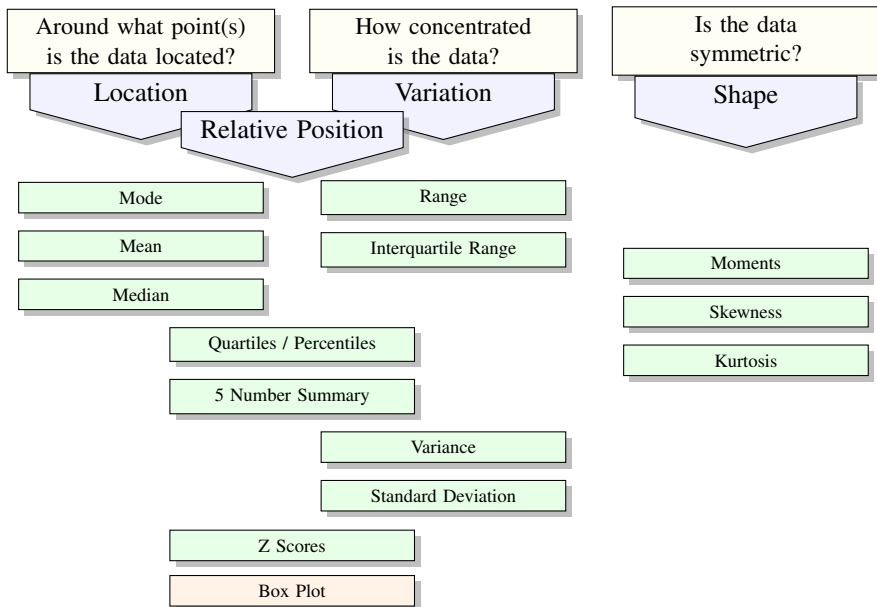 Around what point(s)
is the data located?
How concentrated
is the data?
Is the data
symmetric?
Location
Variation
Shape
Relative Position
Mode
Range
Mean
Interquartile Range
Moments
Median
Skewness
Quartiles / Percentiles
Kurtosis
5 Number Summary
Variance
Standard Deviation
Z Scores
Box Plot